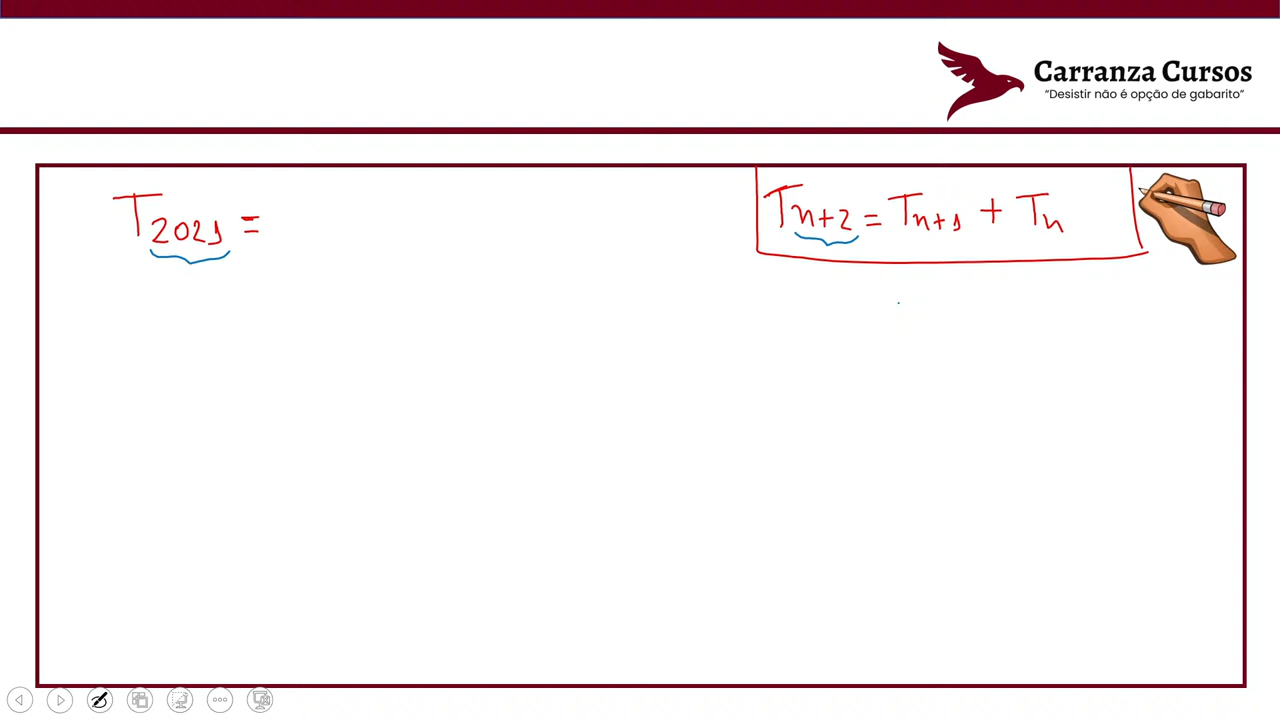 Carranza Cursos
“Desistir não é opção de gabarito”
T2021 =
Tn+2 = Tn+1 + Tn